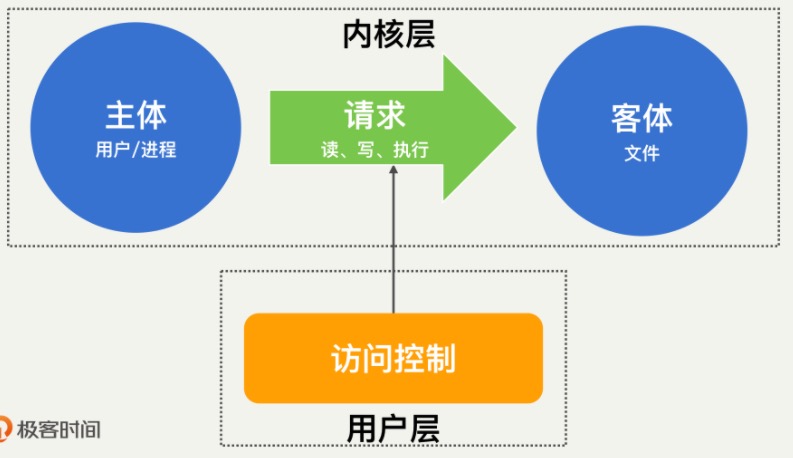 内核层
主体
用户/进程
请求
读、写、执行
客体
文件
访问控制
用户层
极客时间